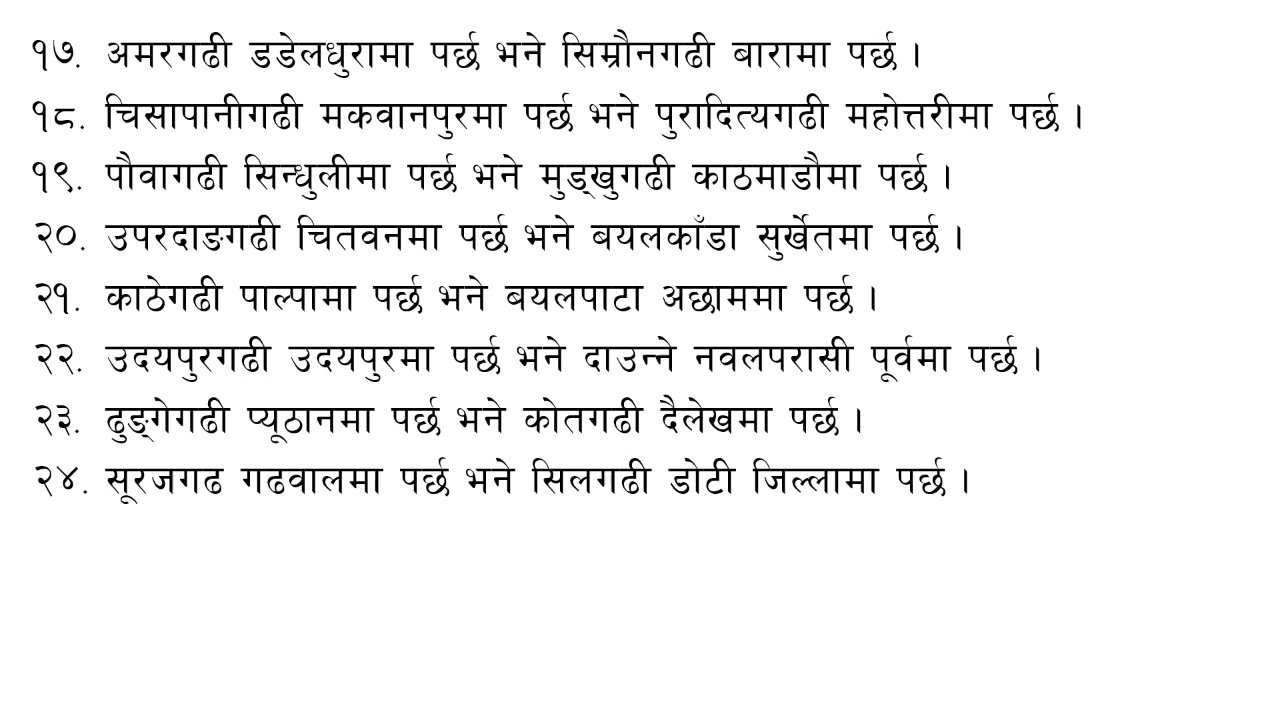 १७. अमरगढी डडेलधुरामा पर्छ भने सिम्रौनगढी बारामा पर्छ ।
१८. चिसापानीगढी मकवानपुरमा पर्छ भने पुरादित्यगढी महोत्तरीमा पर्छ ।
१९. पौवागढी सिन्धुलीमा पर्छ भने मुड्खुगढी काठमाडौमा पर्छ ।
२०. उपरदाङगढी चितवनमा पर्छ भने बयलकाँडा सुर्खेतमा पर्छ ।
२१. काठेगढी पाल्पामा पर्छ भने बयलपाटा अछाममा पर्छ ।
२२. उदयपुरगढी उदयपुरमा पर्छ भने दाउन्ने नवलपरासी पूर्वमा पर्छ ।
२३. ढुङ्गेगढी प्यूठानमा पर्छ भने कोतगढी दैलेखमा पर्छ ।
२४. सूरजगढ गढवालमा पर्छ भने सिलगढी डोटी जिल्लामा पर्छ ।